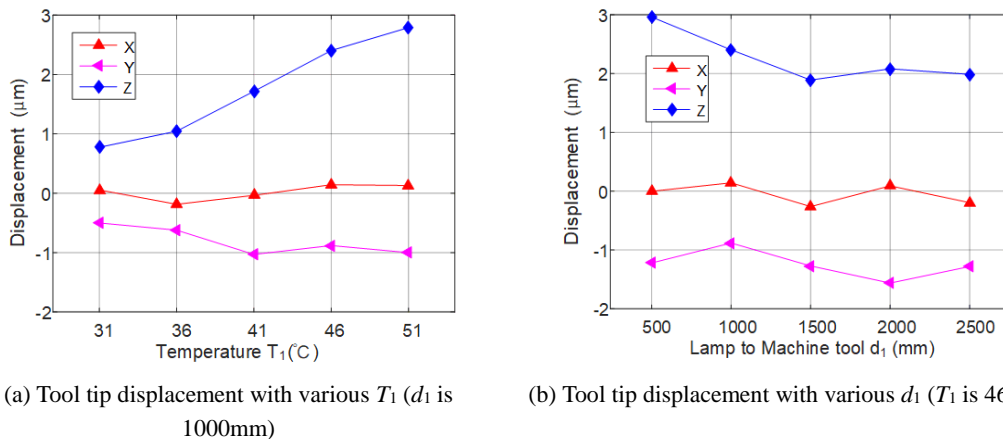 3
2
1
0
-1
-2
Displacement (μm)
X
Y
Z
31 36 41 46 51
Temperature T1(℃)
(a) Tool tip displacement with various T1 (d1 is
1000mm)
3
2
1
0
-1
-2
Displacement (μm)
X
Y
Z
500 1000 1500 2000 2500
Lamp to Machine tool d1 (mm)
(b) Tool tip displacement with various d1 (T1 is 46